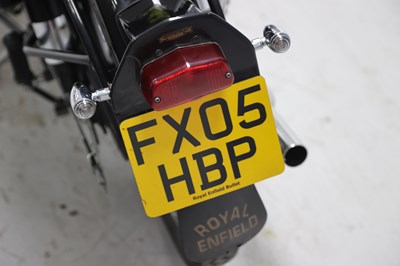 FX05
HBP
Royal Enfield Bullet
ROYAL
ENFIELD